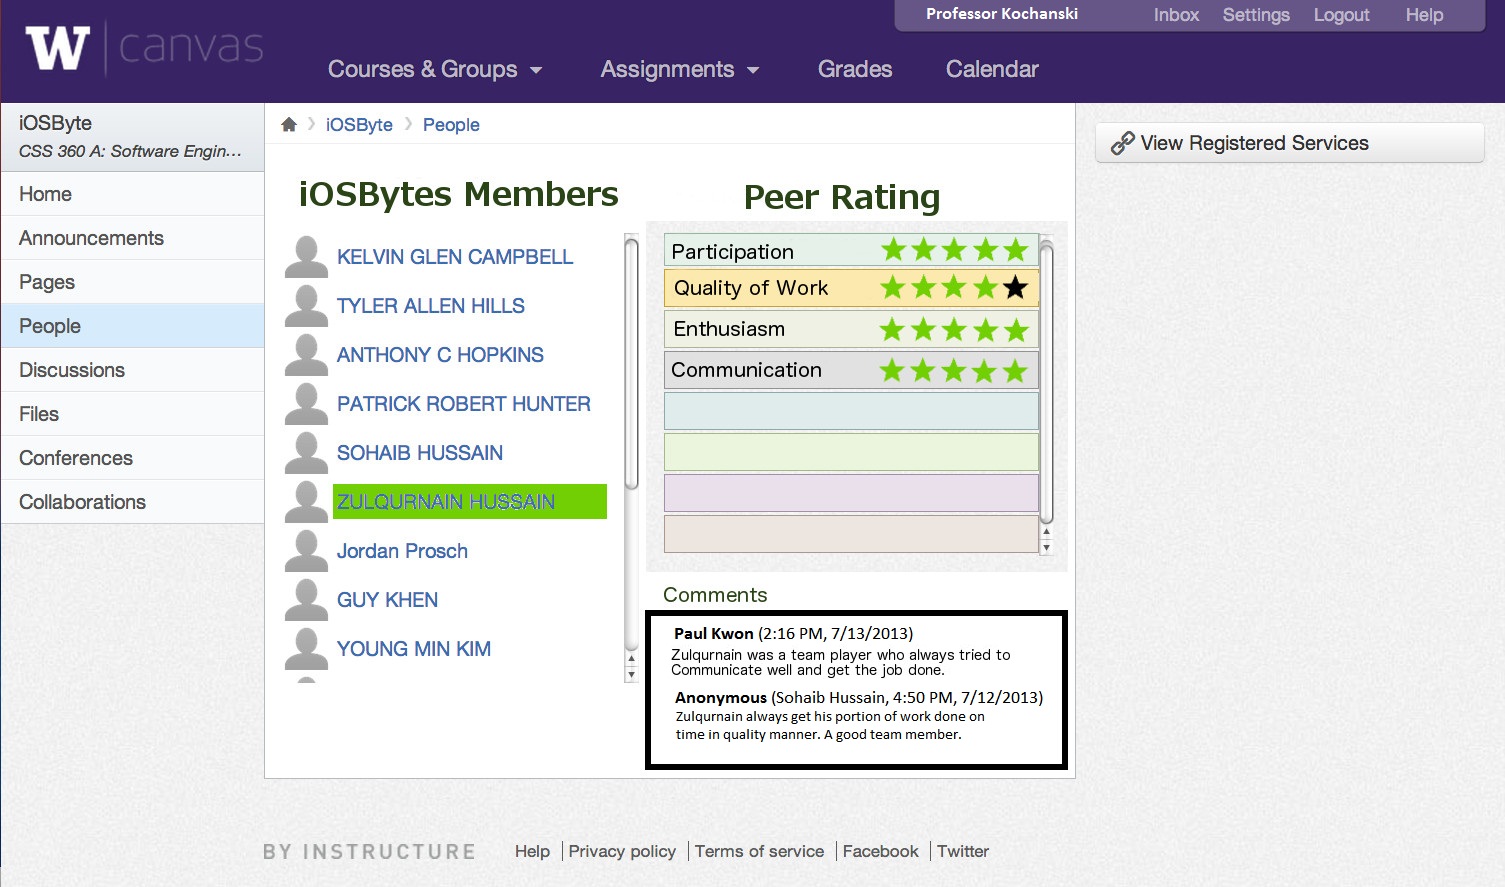 Professor Kochanski Inbox Settings Logout Help
W canvas
Courses & Groups Assignments Grades Calendar
iOSByte
CSS 360 A: Software Engin...
Home
Announcements
Pages
People
Discussions
Files
Conferences
Collaborations
iOSByte People
iOSBytes Members
KELVIN GLEN CAMPBELL
TYLER ALLEN HILLS
ANTHONY C HOPKINS
PATRICK ROBERT HUNTER
SOHAIB HUSSAIN
ZULQURNAIN HUSSAIN
Jordan Prosch
GUY KHEN
YOUNG MIN KIM
Peer Rating
Participation
Quality of Work
Enthusiasm
Communication
Comments
Paul Kwon (2:16 PM, 7/13/2013)
Zulqurnain was a team player who always tried to
Communicate well and get the job done.
Anonymous (Sohaib Hussain, 4:50 PM, 7/12/2013)
Zulqurnain always get his portion of work done on
time in quality manner. A good team member.
View Registered Services
BY INSTRUCTURE Help Privacy policy Terms of service Facebook Twitter